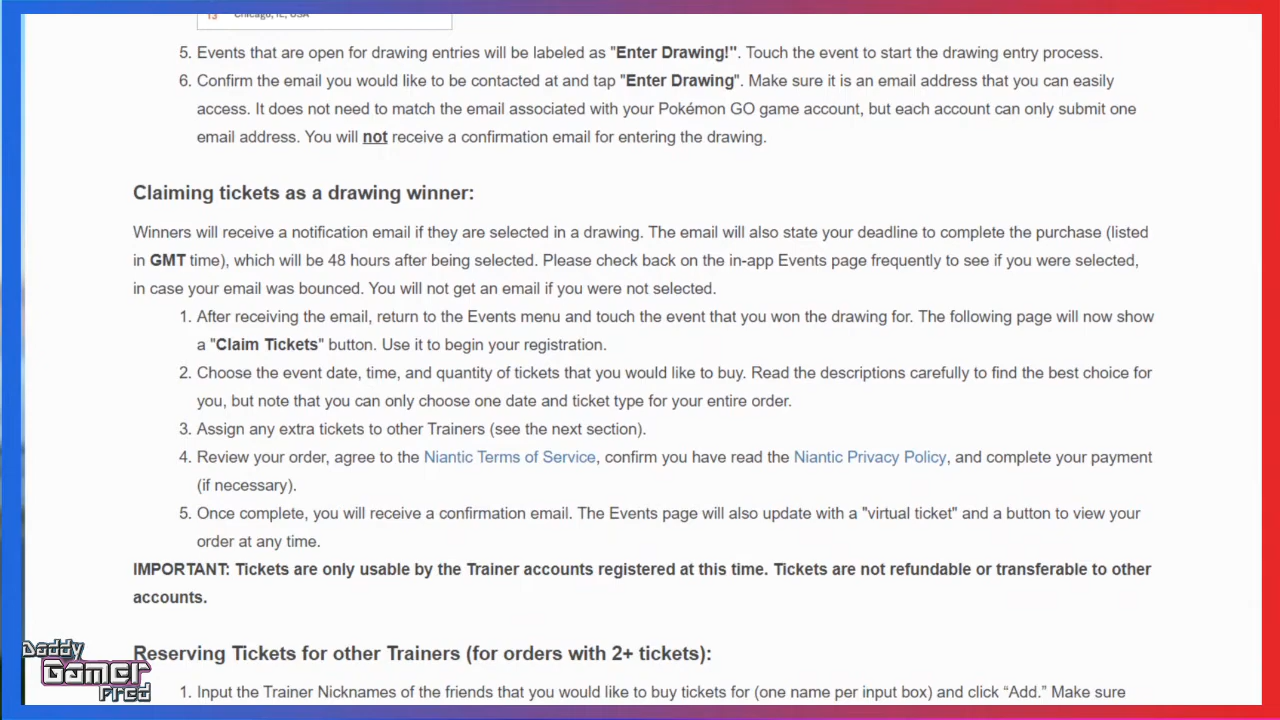 13 Chicago, IL, USA
5. Events that are open for drawing entries will be labeled as "Enter Drawing!". Touch the event to start the drawing entry process.
6. Confirm the email you would like to be contacted at and tap "Enter Drawing". Make sure it is an email address that you can easily
access. It does not need to match the email associated with your Pokémon GO game account, but each account can only submit one
email address. You will not receive a confirmation email for entering the drawing.
Claiming tickets as a drawing winner:
Winners will receive a notification email if they are selected in a drawing. The email will also state your deadline to complete the purchase (listed
in GMT time), which will be 48 hours after being selected. Please check back on the in-app Events page frequently to see if you were selected,
in case your email was bounced. You will not get an email if you were not selected.
1. After receiving the email, return to the Events menu and touch the event that you won the drawing for. The following page will now show
a "Claim Tickets" button. Use it to begin your registration.
2. Choose the event date, time, and quantity of tickets that you would like to buy. Read the descriptions carefully to find the best choice for
you, but note that you can only choose one date and ticket type for your entire order.
3. Assign any extra tickets to other Trainers (see the next section).
4. Review your order, agree to the Niantic Terms of Service, confirm you have read the Niantic Privacy Policy, and complete your payment
(if necessary).
5. Once complete, you will receive a confirmation email. The Events page will also update with a "virtual ticket" and a button to view your
order at any time.
IMPORTANT: Tickets are only usable by the Trainer accounts registered at this time. Tickets are not refundable or transferable to other
accounts.
Reserving Tickets for other Trainers (for orders with 2+ tickets):
1. Input the Trainer Nicknames of the friends that you would like to buy tickets for (one name per input box) and click “Add.” Make sure
Daddy
Gamer
Fred